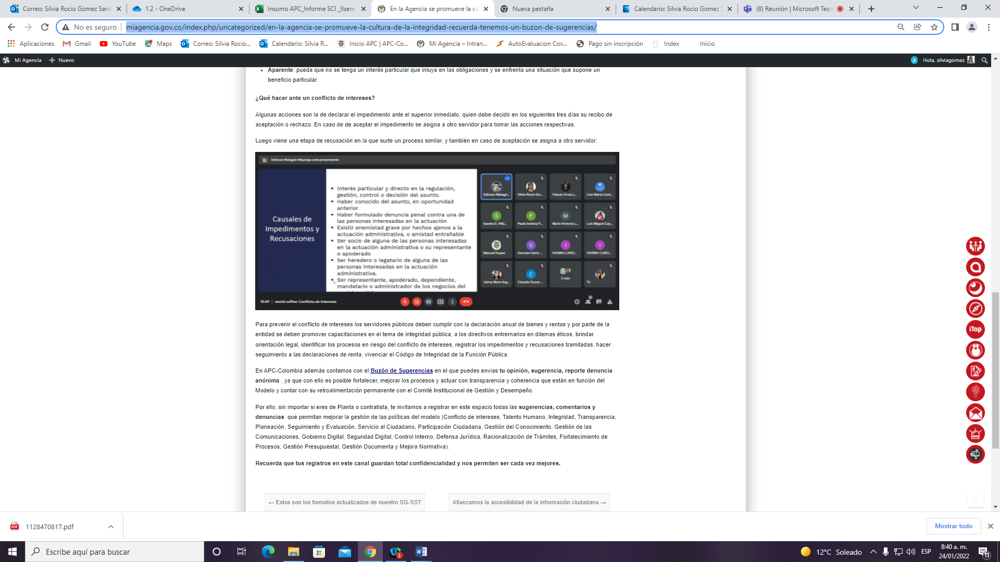 Correo: Silvia Rocio Gomez Sand
1.2 - OneDrive
Insumo APC_Informe SCI _IIsem
En la Agencia se promueve la cu
Nueva pestaña
Calendario: Silvia Rocio Gomez S
(8) Reunión | Microsoft Team
No es seguro
miagencia.gov.co/index.php/uncategorized/en-la-agencia-se-promueve-la-cultura-de-la-integridad-recuerda-tenemos-un-buzon-de-sugerencias/
Aplicaciones
Gmail
YouTube
Maps
Correo: Silvia Rocio...
Calendario: Silvia R...
Inicio APC | APC-Co...
Mi Agencia – Intran...
AutoEvaluacion Cov...
Pago sin inscripción
Index
Inicio
Mi Agencia
Nuevo
2
Hola, silviagomez
• Aparente: pueda que no se tenga un interés particular que inluya en las obligaciones y se enfrenta una situación que supone un
beneficio particular.
¿Qué hacer ante un conflicto de intereses?
Algunas acciones son la de declarar el impedimento ante el superior inmediato, quien debe decidir en los siguientes tres días su recibo de
aceptación o rechazo. En caso de de aceptar el impedimento se asigna a otro servidor para tomar las acciones respectivas.
Luego viene una etapa de recusación en la que surte un proceso similar, y también en caso de aceptación se asigna a otro servidor:
Edinson Malagón Mayorga está presentando
Causales de
Impedimentos y
Recusaciones
▪ Interés particular y directo en la regulación,
gestión, control o decisión del asunto.
▪ Haber conocido del asunto, en oportunidad
anterior
▪ Haber formulado denuncia penal contra una de
las personas interesadas en la actuación
▪ Existir enemistad grave por hechos ajenos a la
actuación administrativa, o amistad entrañable
▪ Ser socio de alguna de las personas interesadas
en la actuación administrativa o su representante
o apoderado
▪ Ser heredero o legatario de alguna de las
personas interesadas en la actuación
administrativa.
▪ Ser representante, apoderado, dependiente,
mandatario o administrador de los negocios del
Edinson Malagó...
Silvia Rocio Gó...
Faisuly Urrea L...
Lina Maria Cont...
S
Sandra S. Villa...
P
Paula Andrea P...
M
Maria Victoria L...
Luis Miguel Cay...
Manuel Duque
G
Germán Darío ...
I
IVANNA CARO...
I
IVANNA CARO...
Jeimy Mera Arg...
C
Claudia Osuna ...
5 más
Tú
15:49 | world coffee: Conflicto de Intereses
Para prevenir el conflicto de intereses los servidores públicos deben cumplir con la declaración anual de bienes y rentas y por parte de la
entidad se deben promover capacitaciones en el tema de integridad pública, a los directivos entrernarlos en dilemas éticos, brindar
orientación legal, identificar los procesos en riesgo del conflicto de intereses, registrar los impedimentos y recusaciones tramitadas, hacer
seguimiento a las declaraciones de renta, vivenciar el Código de Integridad de la Función Pública.
En APC-Colombia además contamos con el Buzón de Sugerencias en el que puedes envias tu opinión, sugerencia, reporte denuncia
anónima , ya que con ello es posible fortalecer, mejorar los procesos y actuar con transparencia y coherencia que están en función del
Modelo y contar con su retroalimentación permanente con el Comité Institucional de Gestión y Desempeño.
Por ello, sin importar si eres de Planta o contratista, te invitamos a registrar en este espacio todas las sugerencias, comentarios y
denuncias que permitan mejorar la gestión de las políticas del modelo (Conflicto de intereses, Talento Humano, Integridad, Transparencia,
Planeación, Seguimiento y Evaluación, Servicio al Ciudadano, Participación Ciudadana, Gestión del Conocimiento, Gestión de las
Comunicaciones, Gobierno Digital, Seguridad Digital, Control Interno, Defensa Jurídica, Racionalización de Trámites, Fortalecimiento de
Procesos, Gestión Presupuestal, Gestión Documenta y Mejora Normativa).
Recuerda que tus registros en este canal guardan total confidencialidad y nos permiten ser cada vez mejores.
← Estos son los formatos actualizados de nuestro SG-SST
Afianzamos la accesibilidad de la información ciudadana →
iTop
PDF
1128470817.pdf
Mostrar todo
Escribe aquí para buscar
3
12°C Soleado
ESP
8:40 a. m.
24/01/2022
11